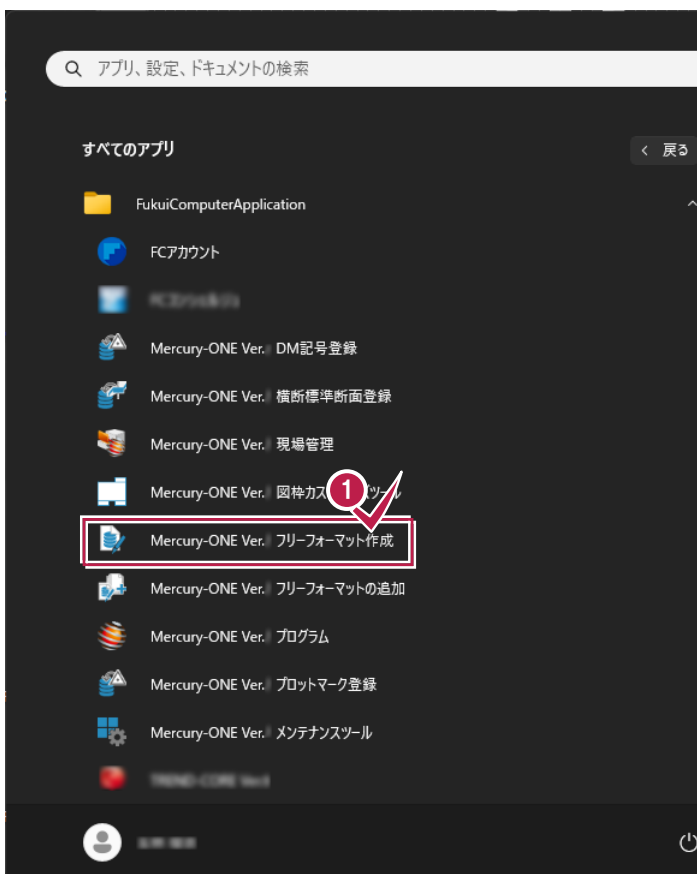 アプリ、設定、ドキュメントの検索
すべてのアプリ
戻る
FukuiComputerApplication
FCアカウント
Mercury-ONE Ver. DM記号登録
Mercury-ONE Ver. 横断標準断面登録
Mercury-ONE Ver. 現場管理
Mercury-ONE Ver. 図枠カス ズツール
1
Mercury-ONE Ver. フリーフォーマット作成
Mercury-ONE Ver. フリーフォーマットの追加
Mercury-ONE Ver. プログラム
Mercury-ONE Ver. プロットマーク登録
Mercury-ONE Ver. メンテナンスツール